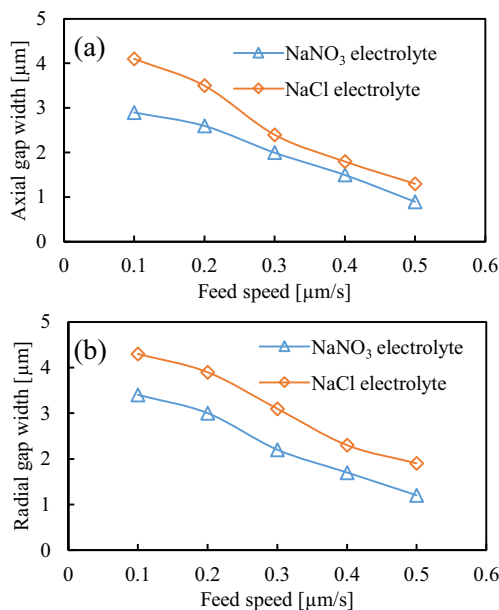 5
(a)
NaNO₃ electrolyte
4
NaCl electrolyte
3
2
1
0
Axial gap width [µm]
0 0.1 0.2 0.3 0.4 0.5 0.6
Feed speed [µm/s]
5
(b)
NaNO₃ electrolyte
4
NaCl electrolyte
3
2
1
0
Radial gap width [µm]
0 0.1 0.2 0.3 0.4 0.5 0.6
Feed speed [µm/s]